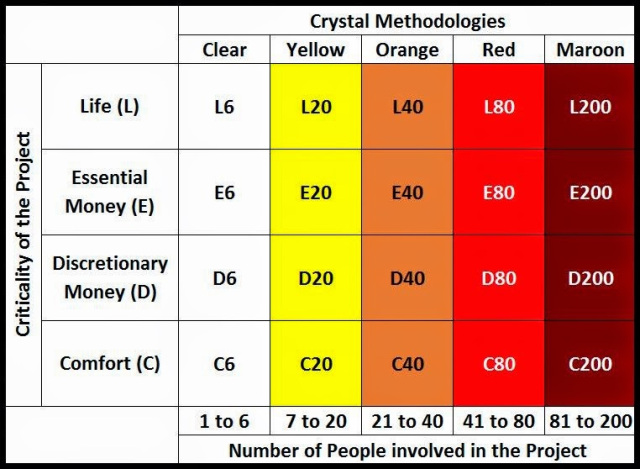 Crystal Methodologies
Clear Yellow Orange Red Maroon
Criticality of the Project
Life (L) L6 L20 L40 L80 L200
Essential
Money (E) E6 E20 E40 E80 E200
Discretionary
Money (D) D6 D20 D40 D80 D200
Comfort (C) C6 C20 C40 C80 C200
1 to 6 7 to 20 21 to 40 41 to 80 81 to 200
Number of People involved in the Project